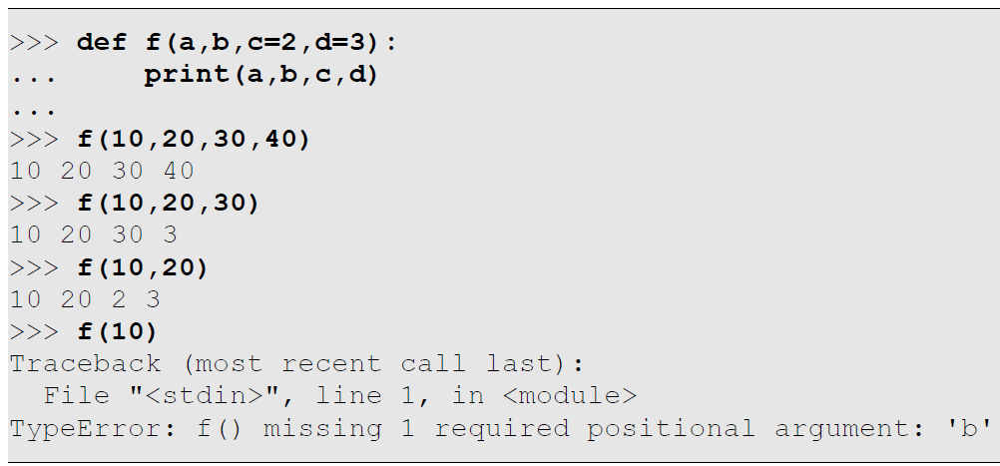 >>> def f(a,b,c=2,d=3):
...     print(a,b,c,d)
...
>>> f(10,20,30,40)
10 20 30 40
>>> f(10,20,30)
10 20 30 3
>>> f(10,20)
10 20 2 3
>>> f(10)
Traceback (most recent call last):
  File "<stdin>", line 1, in <module>
TypeError: f() missing 1 required positional argument: 'b'